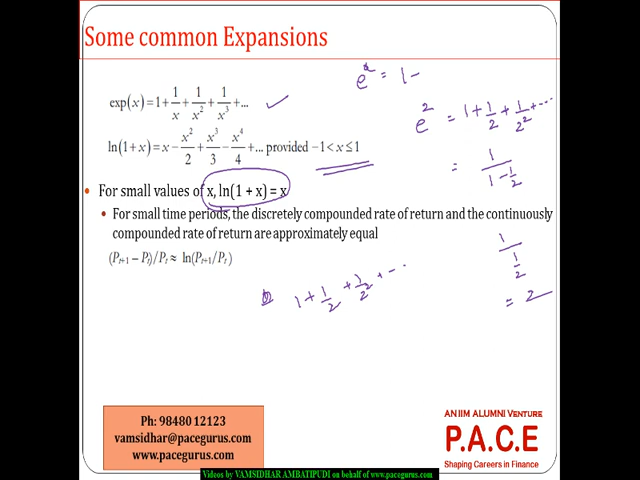 Some common Expansions
e^x = 1 -
exp(x) = 1 + 1/x + 1/x² + 1/x³ + ...
e² = 1 + 1/2 + 1/2² + ...
ln(1+x) = x − x²/2 + x³/3 − x⁴/4 + ... provided −1 < x ≤ 1
= 1/(1 - 1/2)
• For small values of x, ln(1 + x) = x
• For small time periods, the discretely compounded rate of return and the continuously
compounded rate of return are approximately equal
(Pₜ₊₁ − Pₜ)/Pₜ ≈ ln(Pₜ₊₁/Pₜ)
1/(1/2)
1 + 1/2 + 1/2² + ...
= 2
Ph: 98480 12123
vamsidhar@pacegurus.com
www.pacegurus.com
AN IIM ALUMNI VENTURE
P.A.C.E
Shaping Careers in Finance
Videos by VAMSIDHAR AMBATIPUDI on behalf of www.pacegurus.com